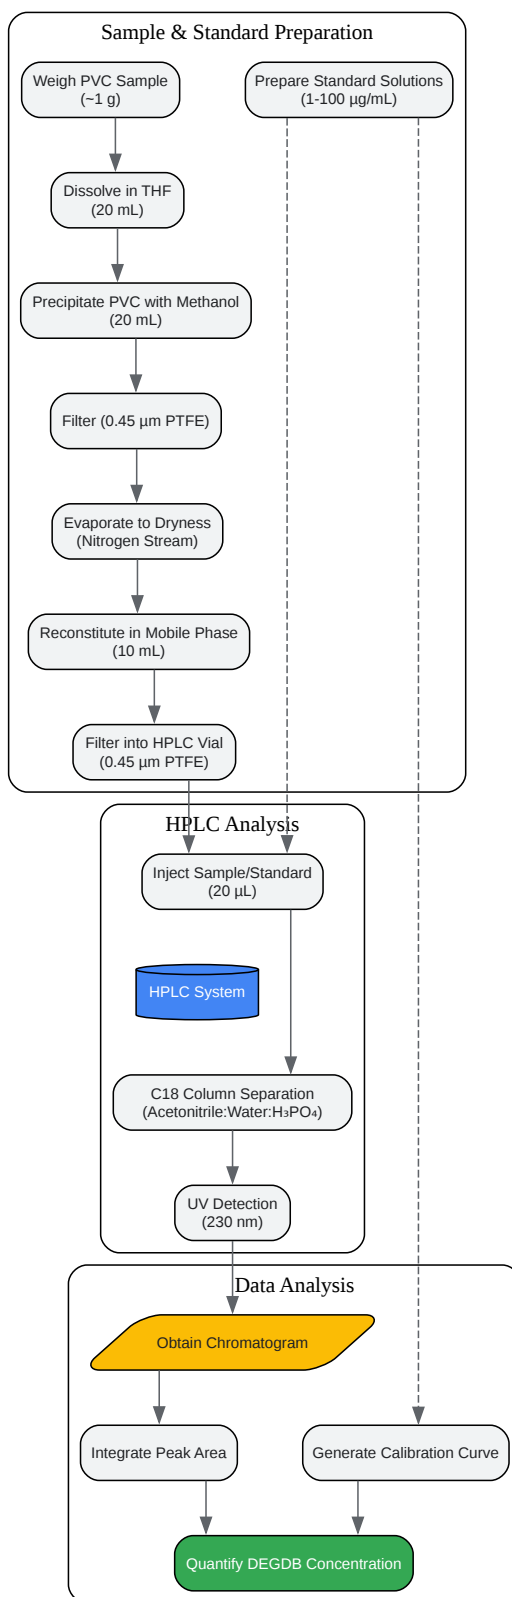 Sample & Standard Preparation
Weigh PVC Sample
(~1 g)
Prepare Standard Solutions
(1-100 µg/mL)
Dissolve in THF
(20 mL)
Precipitate PVC with Methanol
(20 mL)
Filter (0.45 µm PTFE)
Evaporate to Dryness
(Nitrogen Stream)
Reconstitute in Mobile Phase
(10 mL)
Filter into HPLC Vial
(0.45 µm PTFE)
HPLC Analysis
Inject Sample/Standard
(20 µL)
HPLC System
C18 Column Separation
(Acetonitrile:Water:H₃PO₄)
UV Detection
(230 nm)
Data Analysis
Obtain Chromatogram
Integrate Peak Area
Generate Calibration Curve
Quantify DEGDB Concentration